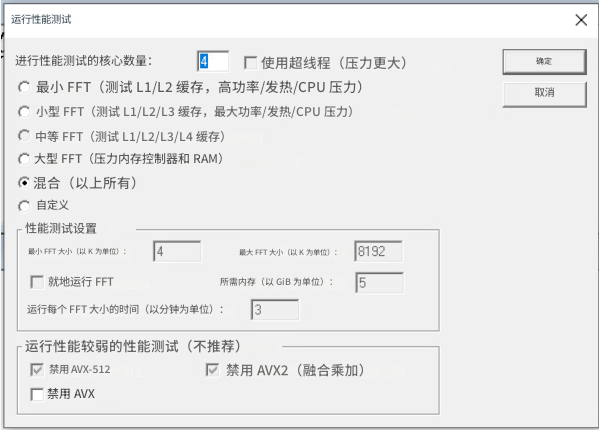 运行性能测试
进行性能测试的核心数量： 4 使用超线程（压力更大） 确定
最小 FFT（测试 L1/L2 缓存，高功率/发热/CPU 压力） 取消
小型 FFT（测试 L1/L2/L3 缓存，最大功率/发热/CPU 压力）
中等 FFT（测试 L1/L2/L3/L4 缓存）
大型 FFT（压力内存控制器和 RAM）
混合（以上所有）
自定义
性能测试设置
最小 FFT 大小（以 K 为单位）： 4 最大 FFT 大小（以 K 为单位）： 8192
就地运行 FFT 所需内存（以 GiB 为单位）： 5
运行每个 FFT 大小的时间（以分钟为单位）： 3
运行性能较弱的性能测试（不推荐）
禁用 AVX-512 禁用 AVX2（融合乘加）
禁用 AVX